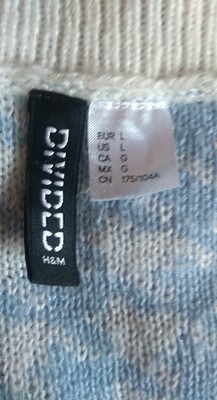 DIVIDED
H&M
EUR L
US L
CA G
MX G
CN 175/104A